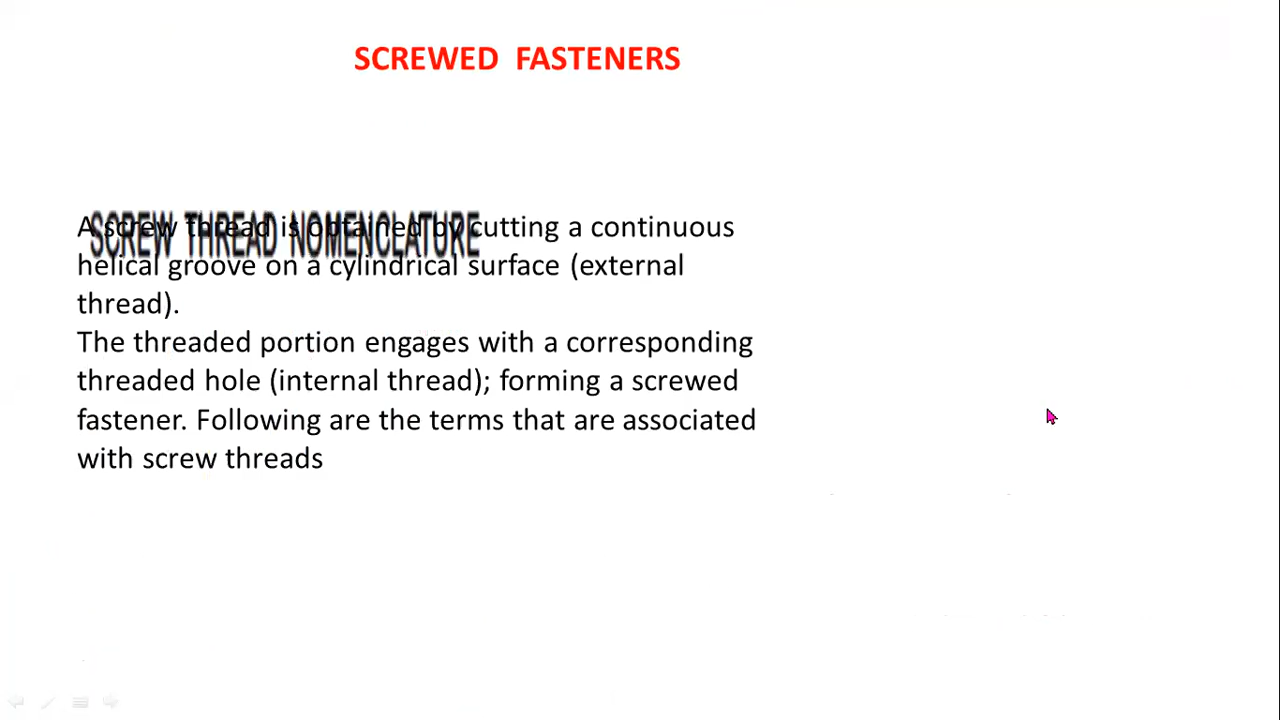 SCREWED FASTENERS
SCREW THREAD NOMENCLATURE
A screw thread is obtained by cutting a continuous
helical groove on a cylindrical surface (external
thread).
The threaded portion engages with a corresponding
threaded hole (internal thread); forming a screwed
fastener. Following are the terms that are associated
with screw threads